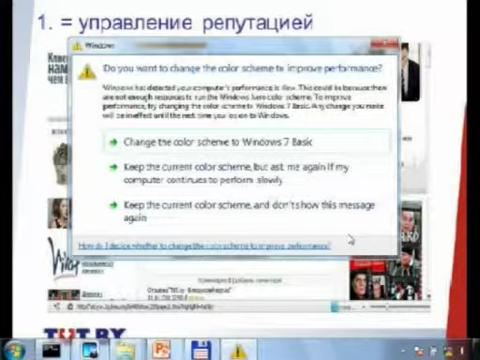 1. = управление репутацией
Windows
Do you want to change the color scheme to improve performance?
Windows has detected your computer's performance is slow. This could be because there
are not enough resources to run the Windows Aero color scheme. To improve
performance, try changing the color scheme to Windows 7 Basic. Any change you make
will be in effect until the next time you log on to Windows.
Change the color scheme to Windows 7 Basic
Keep the current color scheme, but ask me again if my
computer continues to perform slowly
Keep the current color scheme, and don't show this message
again
How do I decide whether to change the color scheme to improve performance?
TUT.BY